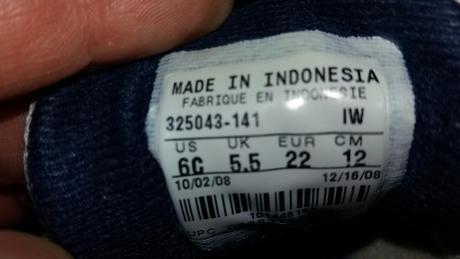 MADE IN INDONESIA
FABRIQUE EN INDONESIE
325043-141 IW
US UK EUR CM
6C 5.5 22 12
10/02/08 12/16/08
UPC